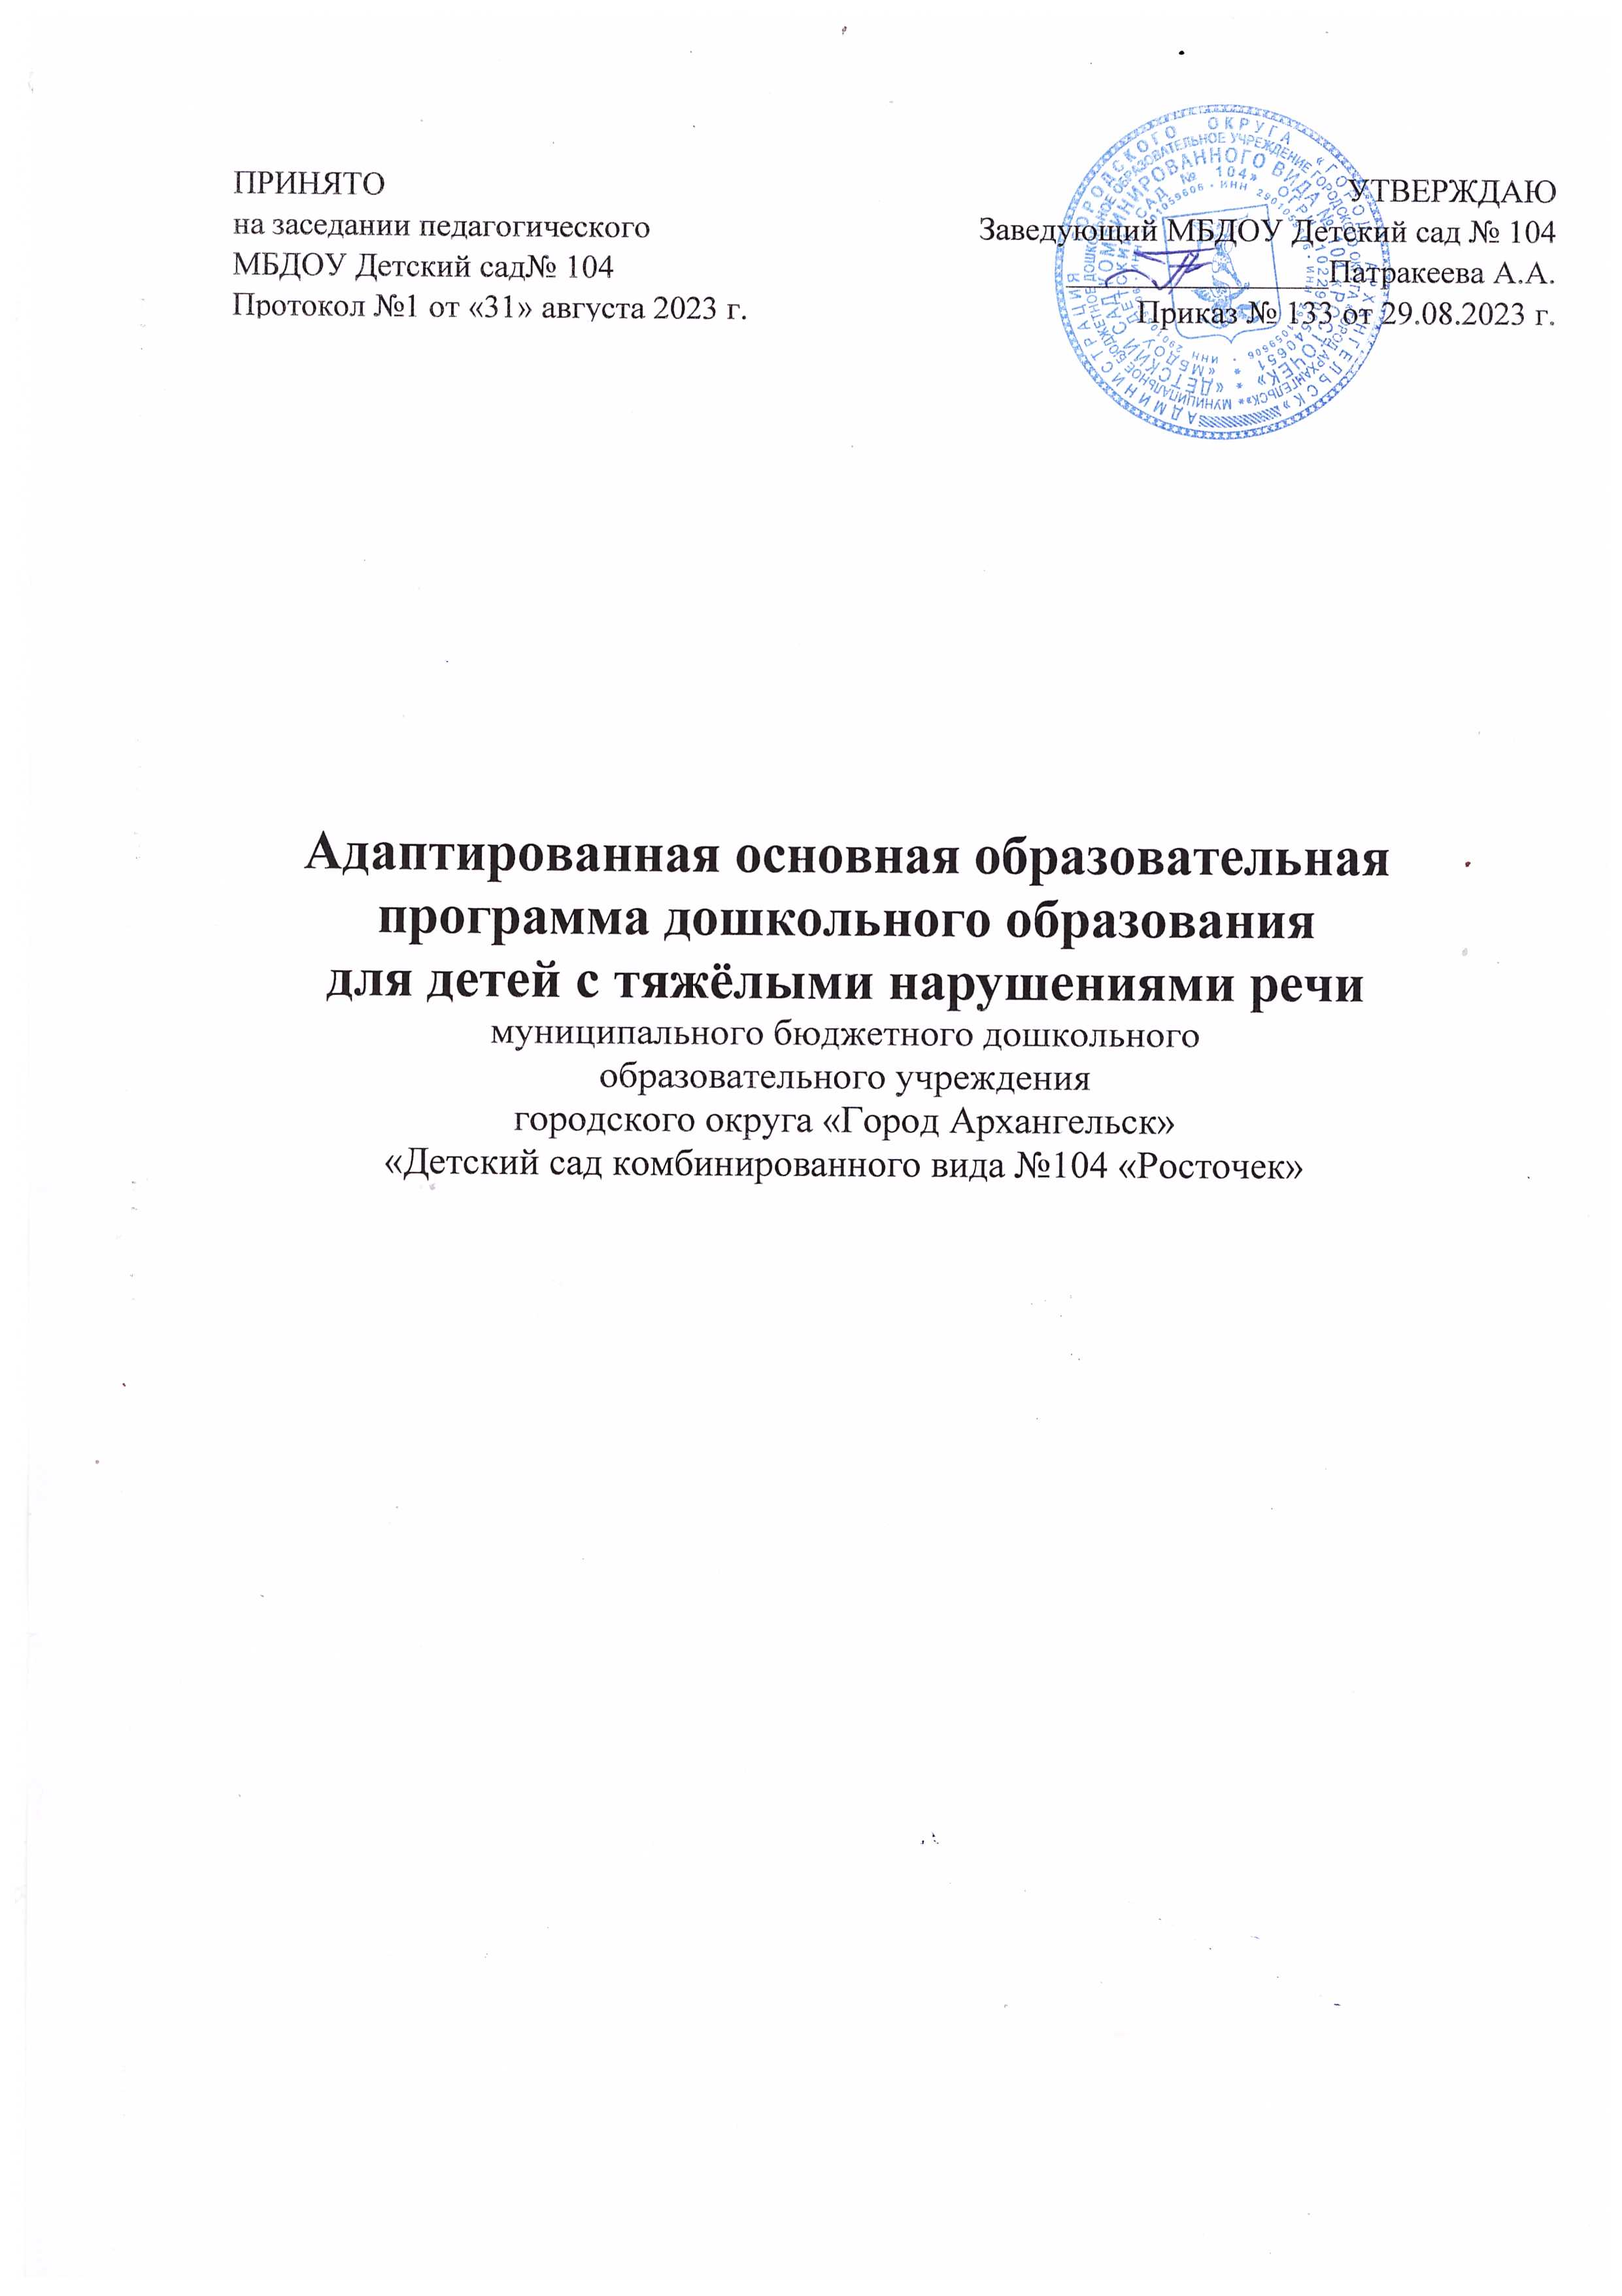 ПРИНЯТО
на заседании педагогического
МБДОУ Детский сад№ 104
Протокол №1 от «31» августа 2023 г.
УТВЕРЖДАЮ
Заведующий МБДОУ Детский сад № 104
Патракеева А.А.
Приказ № 133 от 29.08.2023 г.
Адаптированная основная образовательная
программа дошкольного образования
для детей с тяжёлыми нарушениями речи
муниципального бюджетного дошкольного
образовательного учреждения
городского округа «Город Архангельск»
«Детский сад комбинированного вида №104 «Росточек»